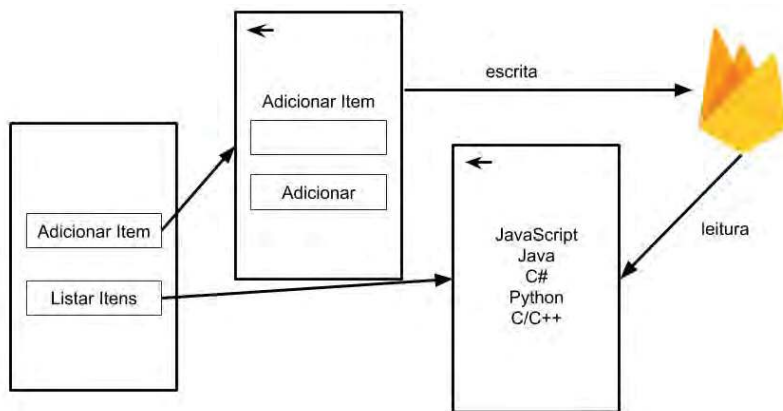 Adicionar Item
Listar Itens
Adicionar Item
Adicionar
escrita
JavaScript
Java
C#
Python
C/C++
leitura